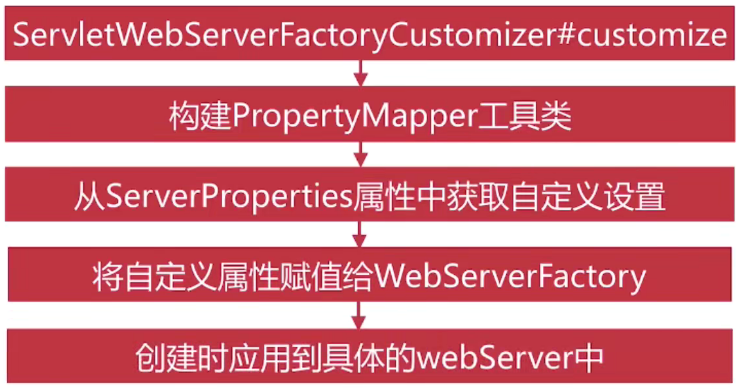 ServletWebServerFactoryCustomizer#customize
构建PropertyMapper工具类
从ServerProperties属性中获取自定义设置
将自定义属性赋值给WebServerFactory
创建时应用到具体的webServer中